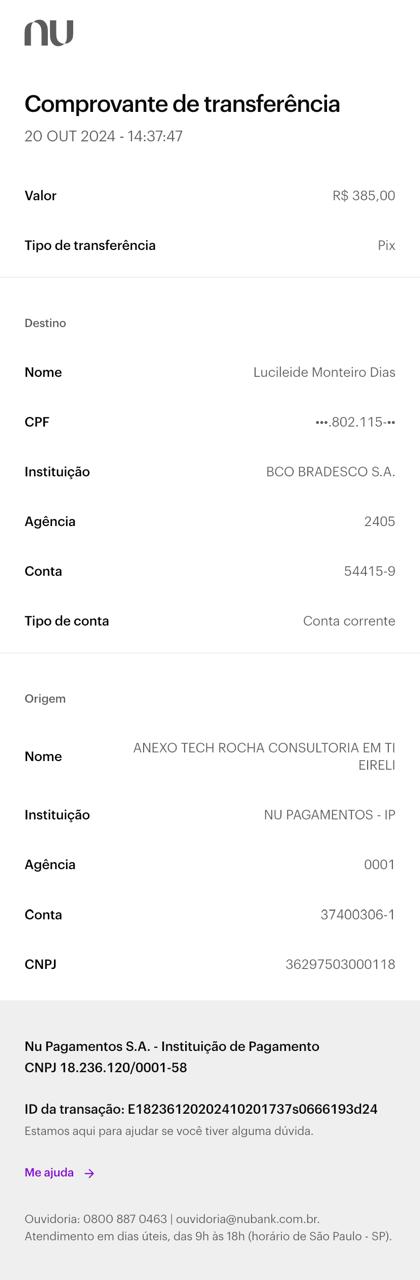 nu
Comprovante de transferência
20 OUT 2024 - 14:37:47
Valor R$ 385,00
Tipo de transferência Pix
Destino
Nome Lucileide Monteiro Dias
CPF •••.802.115-••
Instituição BCO BRADESCO S.A.
Agência 2405
Conta 54415-9
Tipo de conta Conta corrente
Origem
Nome ANEXO TECH ROCHA CONSULTORIA EM TI
EIRELI
Instituição NU PAGAMENTOS - IP
Agência 0001
Conta 37400306-1
CNPJ 36297503000118
Nu Pagamentos S.A. - Instituição de Pagamento
CNPJ 18.236.120/0001-58
ID da transação: E18236120202410201737s0666193d24
Estamos aqui para ajudar se você tiver alguma dúvida.
Me ajuda →
Ouvidoria: 0800 887 0463 | ouvidoria@nubank.com.br.
Atendimento em dias úteis, das 9h às 18h (horário de São Paulo - SP).